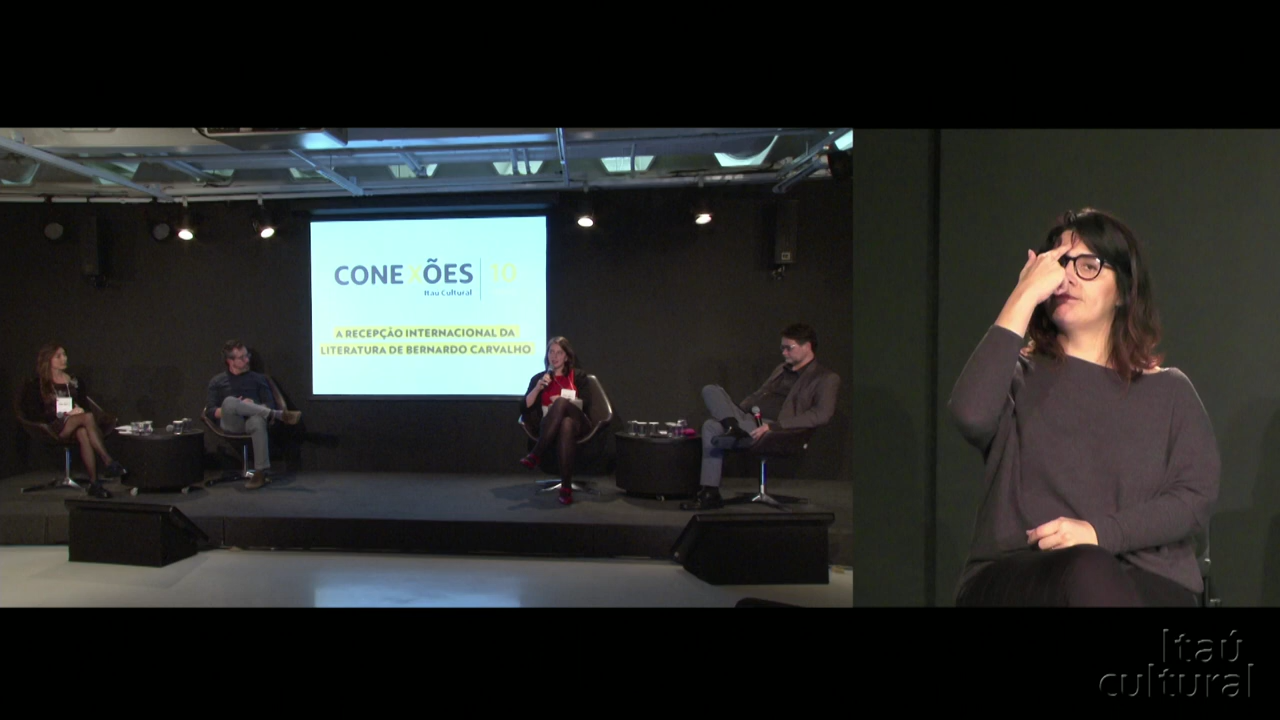 CONEXÕES 10
Itaú Cultural
A RECEPÇÃO INTERNACIONAL DA
LITERATURA DE BERNARDO CARVALHO
Itaú
cultural